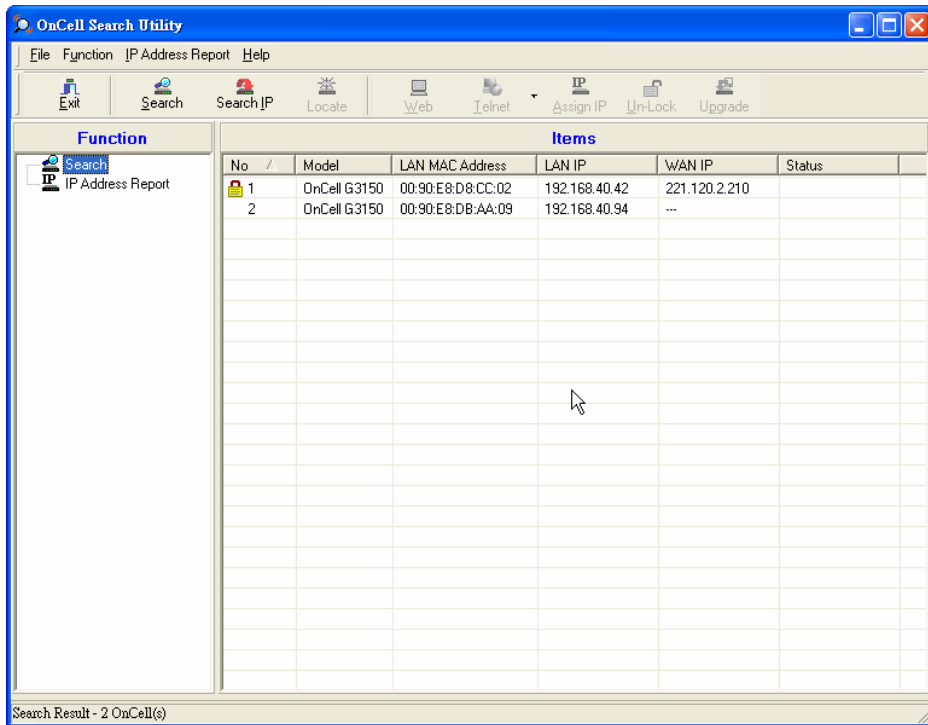 OnCell Search Utility
File Function IP Address Report Help
Exit Search Search IP Locate Web Telnet Assign IP Un-Lock Upgrade
Function
Search
IP Address Report
Items
No Model LAN MAC Address LAN IP WAN IP Status
1 OnCell G3150 00:90:E8:D8:CC:02 192.168.40.42 221.120.2.210
2 OnCell G3150 00:90:E8:DB:AA:09 192.168.40.94 ---
Search Result - 2 OnCell(s)